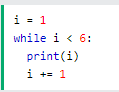 i = 1
while i < 6:
  print(i)
  i += 1